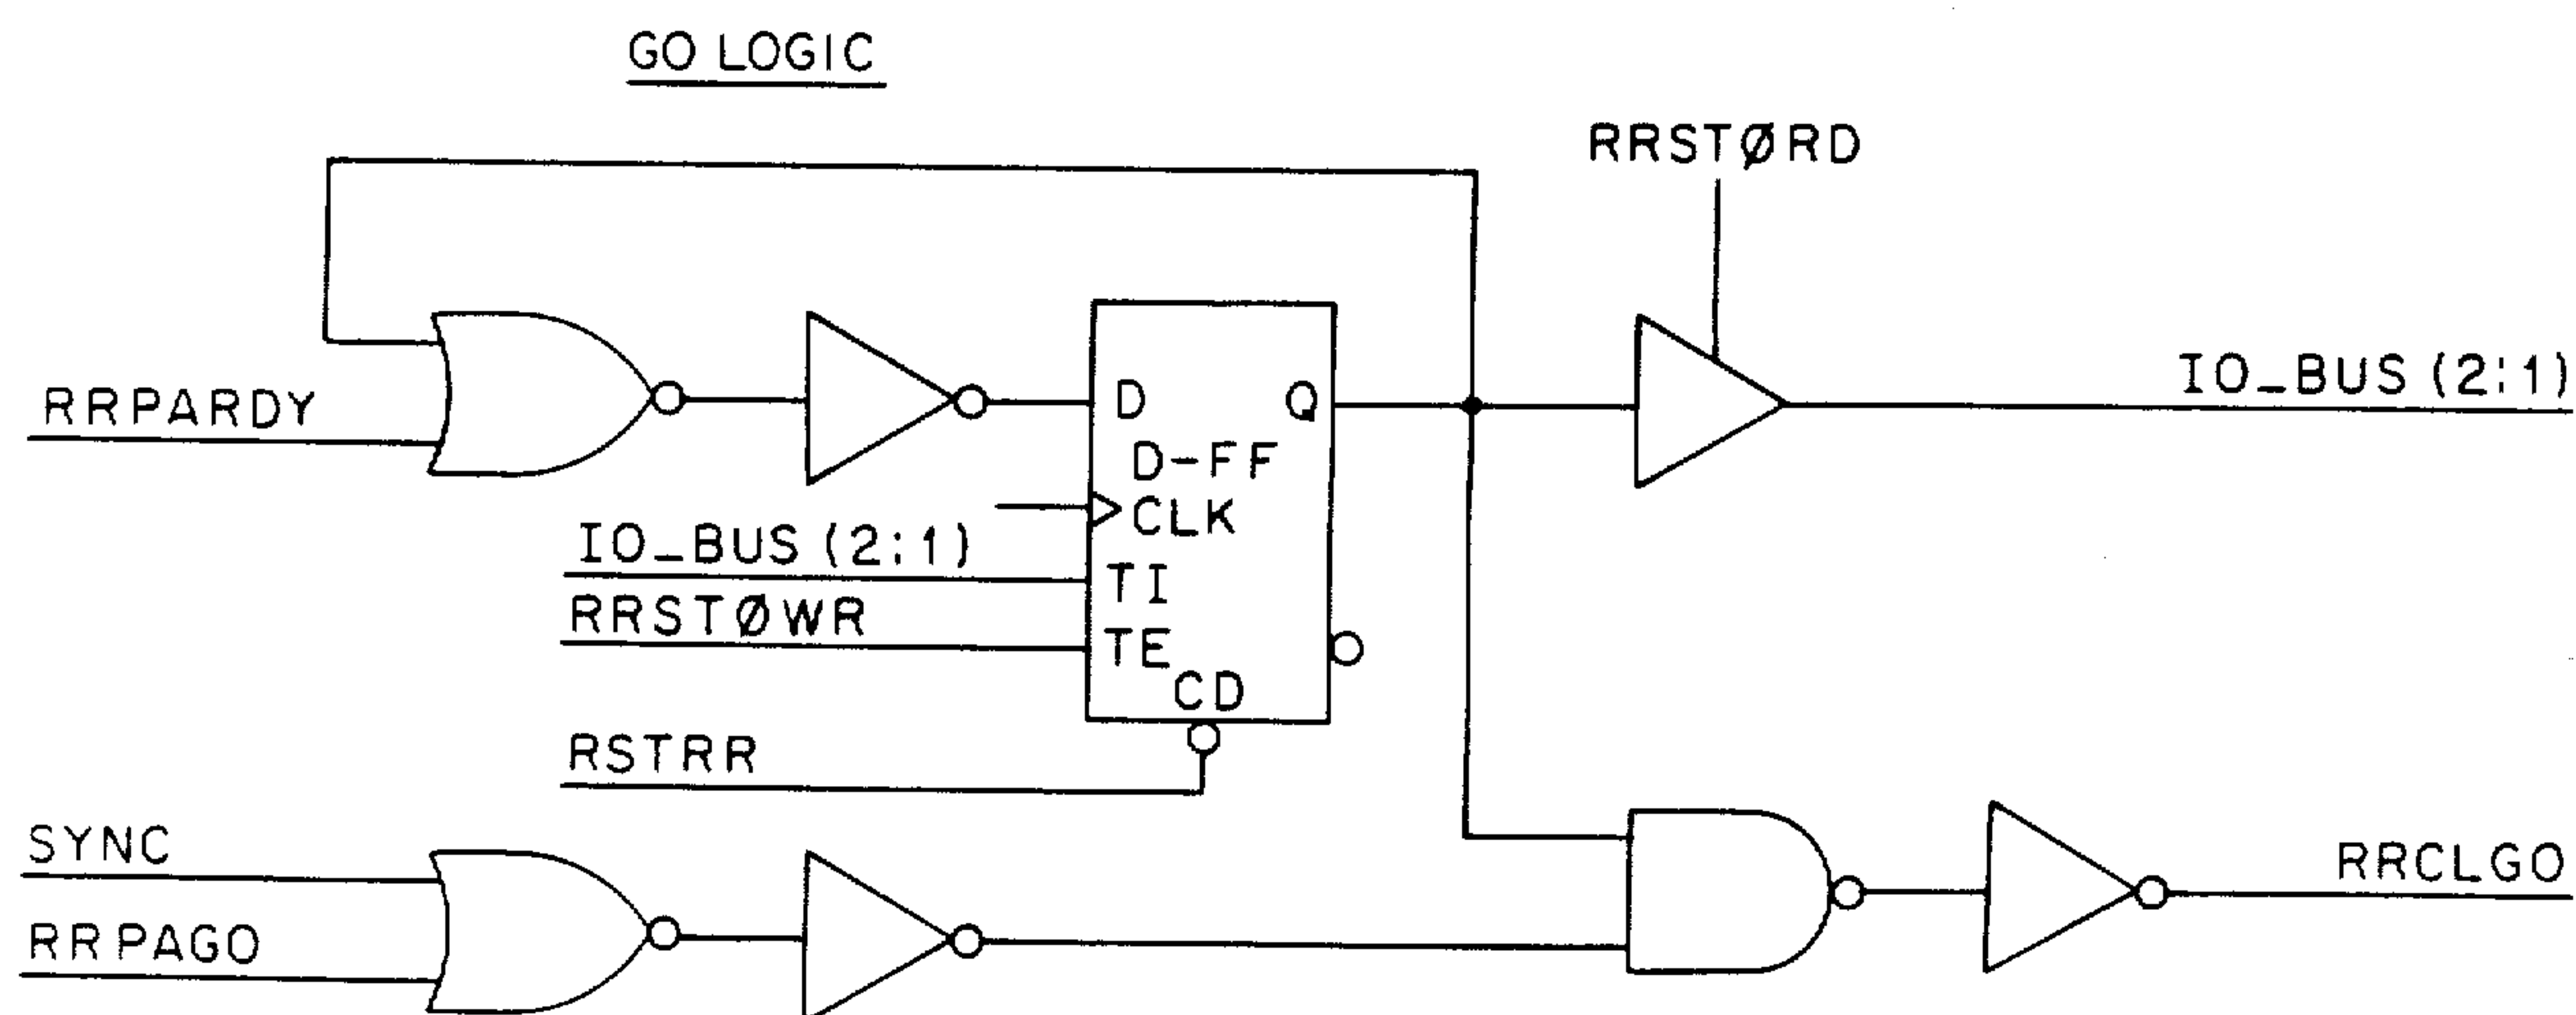 GO LOGIC
RRSTØRD
RRPARDY
D
Q
IO_BUS (2:1)
D-FF
CLK
IO_BUS (2:1)
TI
RRSTØWR
TE
CD
RSTRR
SYNC
RRPAGO
RRCLGO